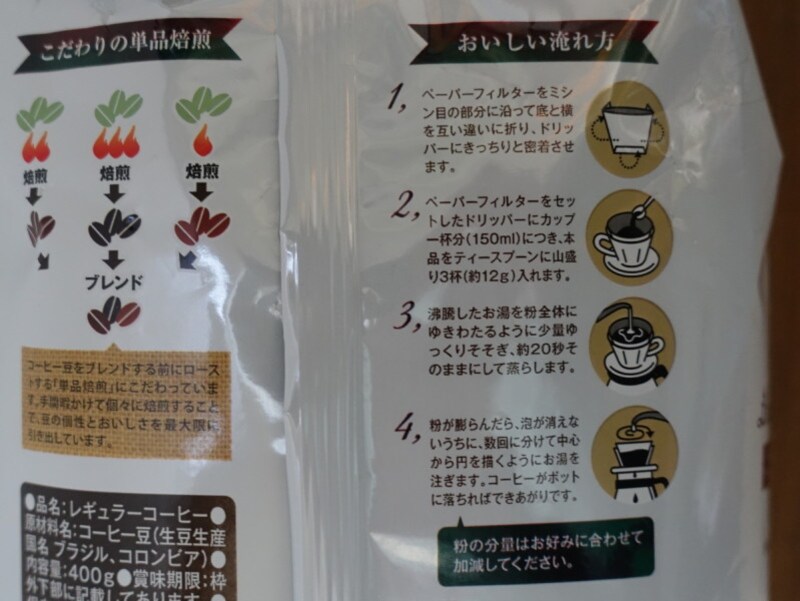 こだわりの単品焙煎
焙煎
焙煎
焙煎
ブレンド
コーヒー豆をブレンドする前にロース
トする「単品焙煎」にこだわっていま
す。手間暇かけて個々に焙煎すること
で、豆の個性とおいしさを最大限に
引き出しています。
●品名:レギュラーコーヒー●
原材料名:コーヒー豆(生豆生産
国名 ブラジル、コロンビア)●
内容量:400g●賞味期限:枠
外下部に記載してあります
おいしい淹れ方
1,
ペーパーフィルターをミシ
ン目の部分に沿って底と横
を互い違いに折り、ドリッ
パーにきっちりと密着させ
ます。
2,
ペーパーフィルターをセッ
トしたドリッパーにカップ
一杯分(150ml)につき、本
品をティースプーンに山盛
り3杯(約12g)入れます。
3,
沸騰したお湯を粉全体に
ゆきわたるように少量ゆ
っくりそそぎ、約20秒そ
のままにして蒸らします。
4,
粉が膨らんだら、泡が消えな
いうちに、数回に分けて中心
から円を描くようにお湯を
注ぎます。コーヒーがポット
に落ちればできあがりです。
粉の分量はお好みに合わせて
加減してください。